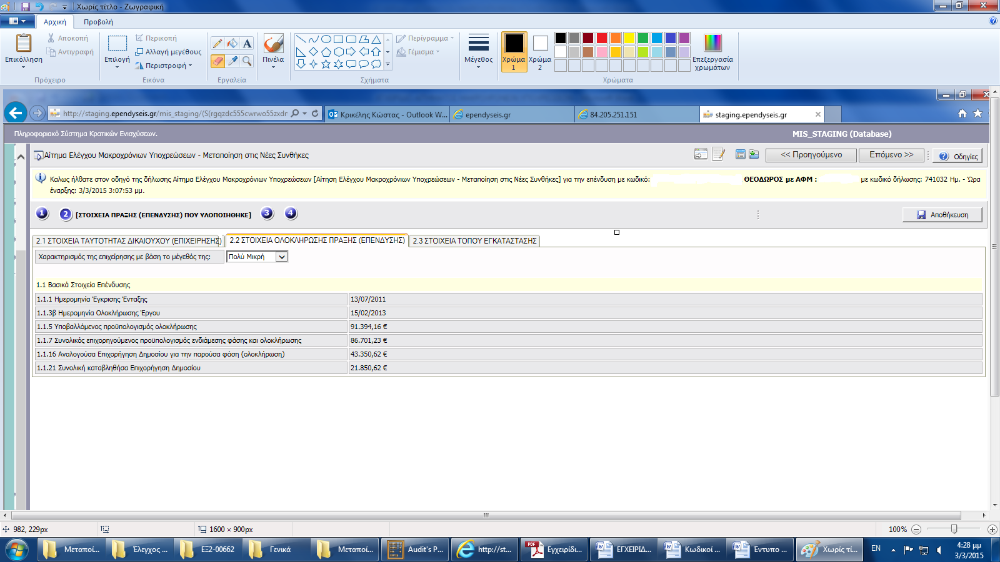 Χωρίς τίτλο - Ζωγραφική
Αρχική Προβολή
Επικόλληση Αποκοπή Αντιγραφή Πρόχειρο
Επιλογή Περικοπή Αλλαγή μεγέθους Περιστροφή Εικόνα
Εργαλεία
Πινέλα
Περίγραμμα Γέμισμα Σχήματα
Μέγεθος
Χρώμα 1 Χρώμα 2 Επεξεργασία χρωμάτων Χρώματα
http://staging.ependyseis.gr/mis_staging/(S(rgqzdc555cwrwo55zxdr Κρικέλης Κώστας - Outlook W... ependyseis.gr 84.205.251.151 staging.ependyseis.gr
Πληροφοριακό Σύστημα Κρατικών Ενισχύσεων. MIS_STAGING (Database)
Αίτημα Ελέγχου Μακροχρόνιων Υποχρεώσεων - Μεταποίηση στις Νέες Συνθήκες << Προηγούμενο Επόμενο >> Οδηγίες
Καλως ήλθατε στον οδηγό της δήλωσης Αίτημα Ελέγχου Μακροχρόνιων Υποχρεώσεων [Αίτηση Ελέγχου Μακροχρόνιων Υποχρεώσεων - Μεταποίηση στις Νέες Συνθήκες] για την επένδυση με κωδικό: ΘΕΟΔΩΡΟΣ με ΑΦΜ : με κωδικό δήλωσης: 741032 Ημ. - Ώρα
έναρξης: 3/3/2015 3:07:53 μμ.
1 2 [ΣΤΟΙΧΕΙΑ ΠΡΑΞΗΣ (ΕΠΕΝΔΥΣΗΣ) ΠΟΥ ΥΛΟΠΟΙΗΘΗΚΕ] 3 4 Αποθήκευση
2.1 ΣΤΟΙΧΕΙΑ ΤΑΥΤΟΤΗΤΑΣ ΔΙΚΑΙΟΥΧΟΥ (ΕΠΙΧΕΙΡΗΣΗΣ) 2.2 ΣΤΟΙΧΕΙΑ ΟΛΟΚΛΗΡΩΣΗΣ ΠΡΑΞΗΣ (ΕΠΕΝΔΥΣΗΣ) 2.3 ΣΤΟΙΧΕΙΑ ΤΟΠΟΥ ΕΓΚΑΤΑΣΤΑΣΗΣ
Χαρακτηρισμός της επιχείρησης με βάση το μέγεθός της: Πολύ Μικρή
1.1 Βασικά Στοιχεία Επένδυσης
1.1.1 Ημερομηνία Έγκρισης Ένταξης 13/07/2011
1.1.3β Ημερομηνία Ολοκλήρωσης Έργου 15/02/2013
1.1.5 Υποβαλλόμενος προϋπολογισμός ολοκλήρωσης 91.394,16 €
1.1.7 Συνολικός επιχορηγούμενος προϋπολογισμός ενδιάμεσης φάσης και ολοκλήρωσης 86.701,23 €
1.1.16 Αναλογούσα Επιχορήγηση Δημοσίου για την παρούσα φάση (ολοκλήρωση) 43.350,62 €
1.1.21 Συνολική καταβληθήσα Επιχορήγηση Δημοσίου 21.850,62 €
982, 229px 1600 × 900px 100%
Μεταποί... Έλεγχος ... ΕΞ2-00662 Γενικά Μεταποί... Audit's P... http://st... Εγχειρίδι... ΕΓΧΕΙΡΙΔ... Κωδικοί ... Έντυπο ... Χωρίς τί... EN 4:28 μμ
3/3/2015